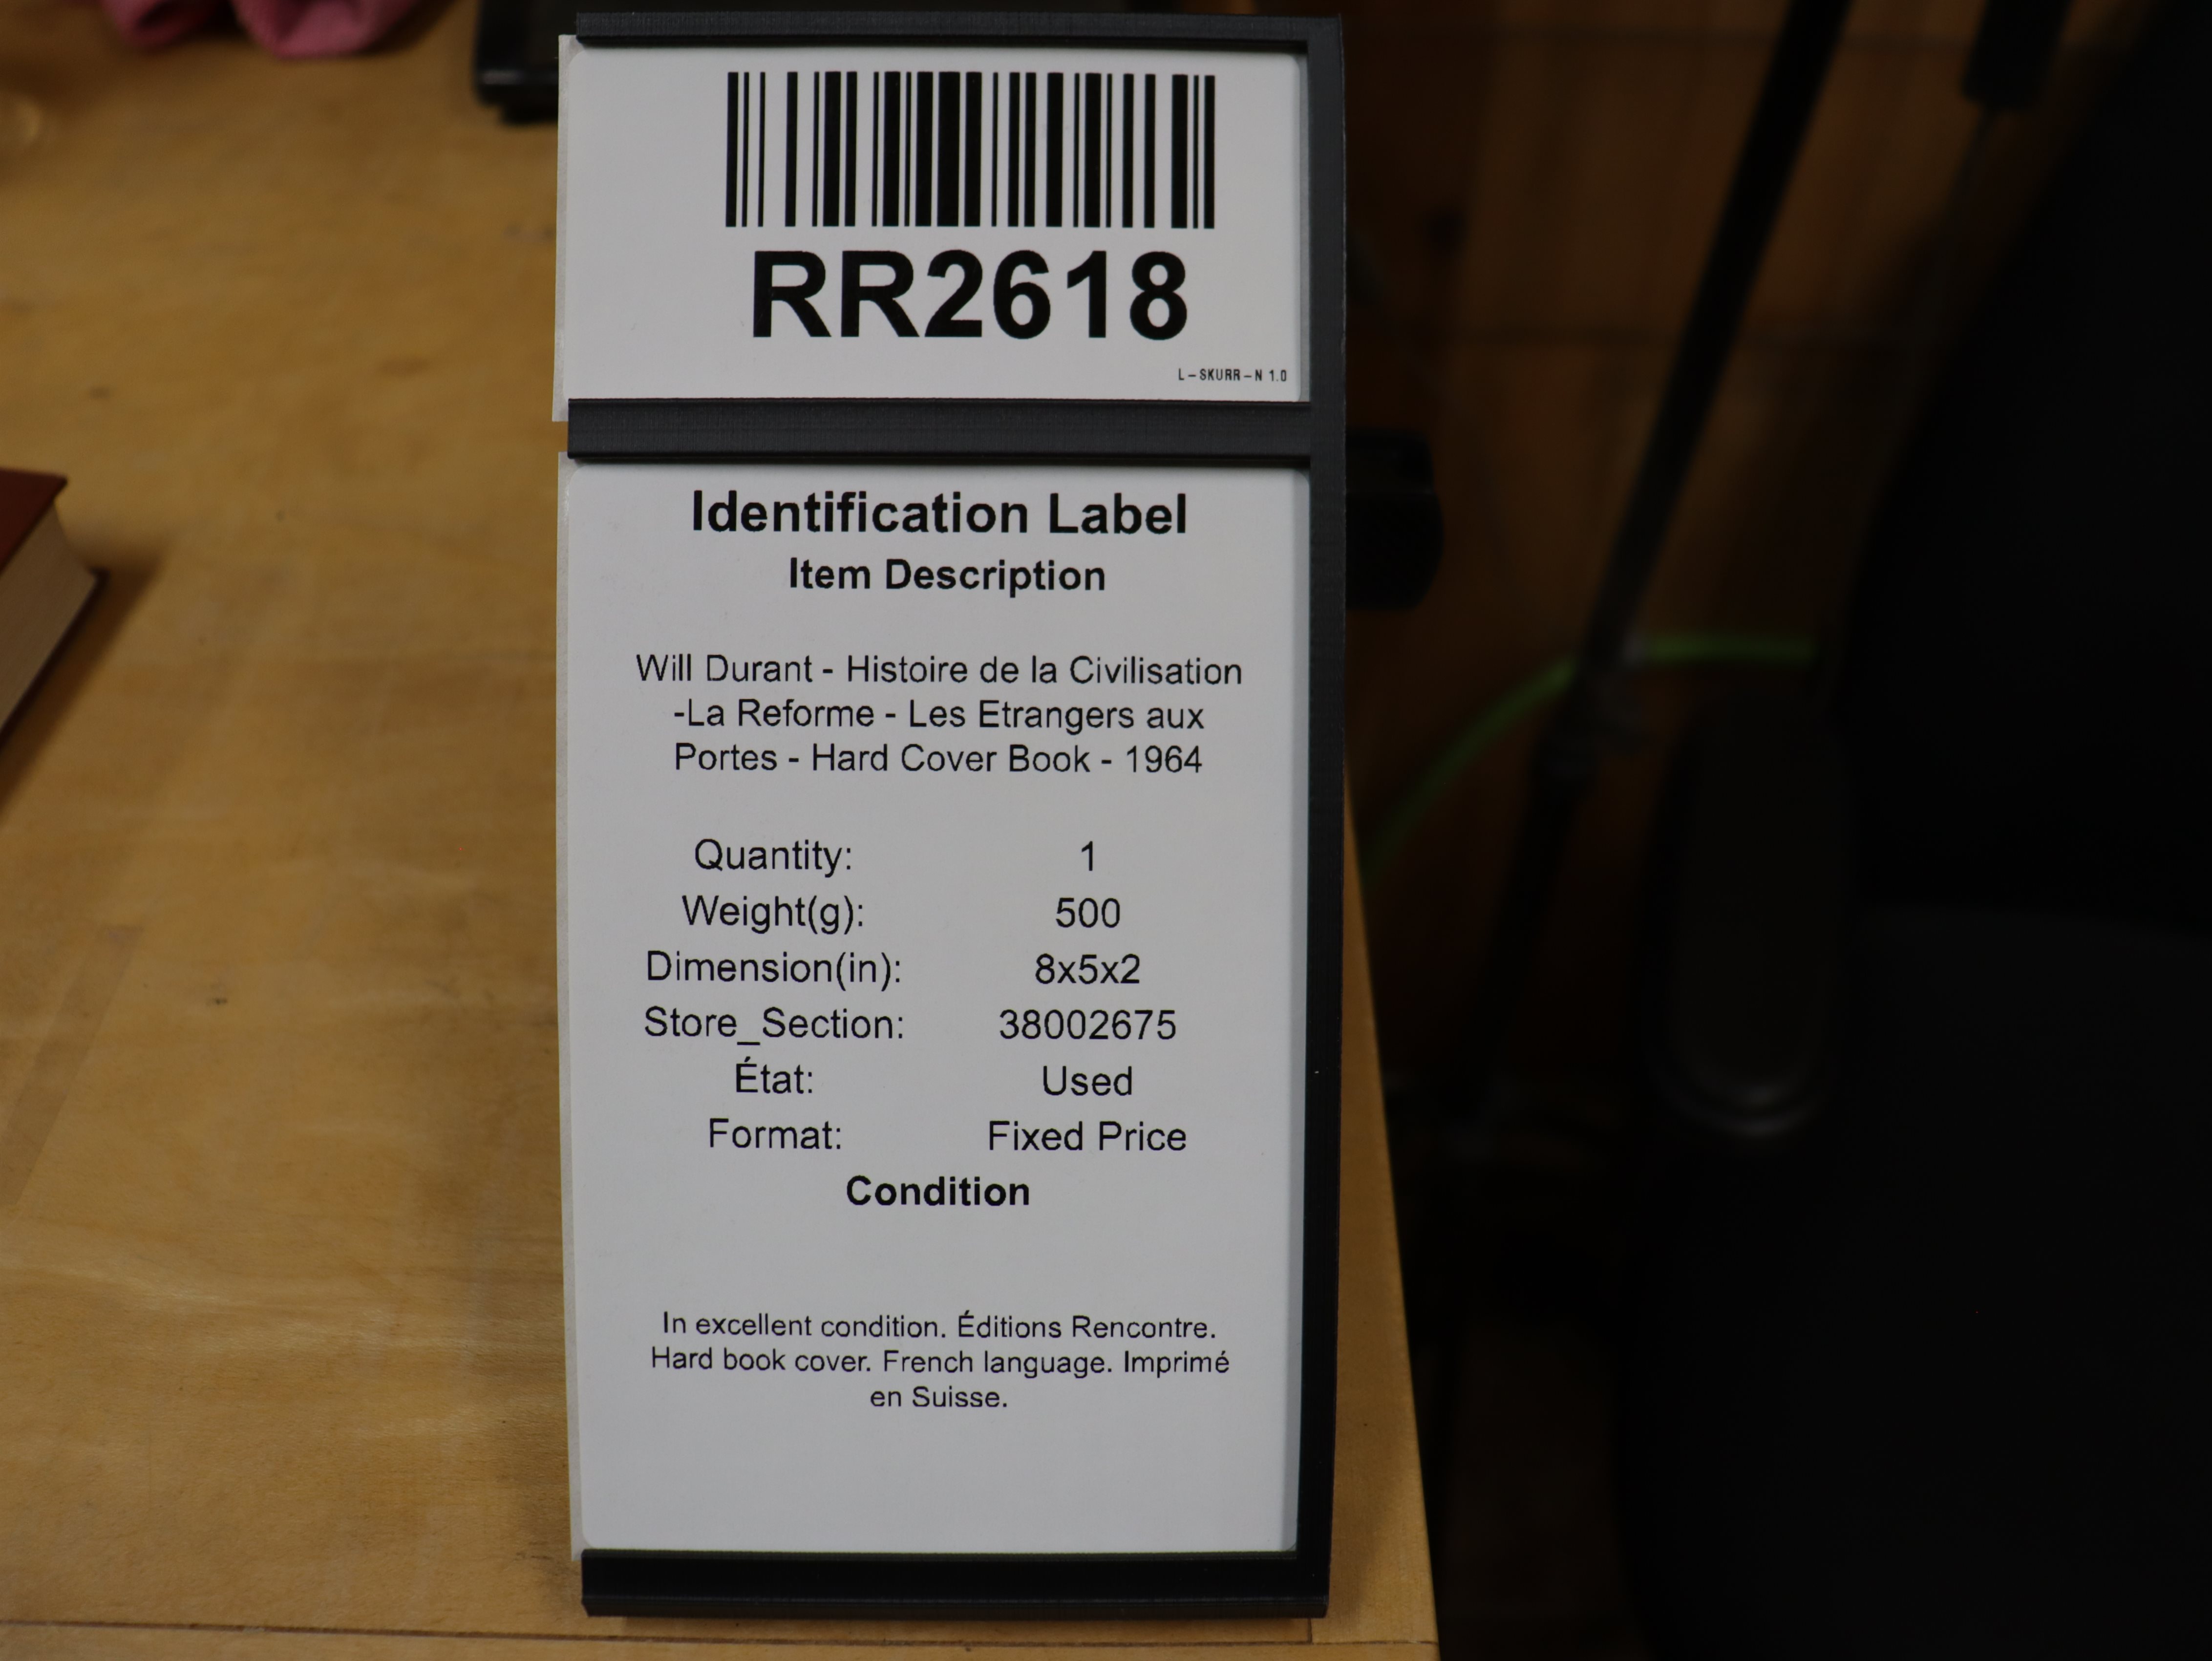 RR2618
L-SKURR-N 1.0
Identification Label
Item Description
Will Durant - Histoire de la Civilisation
-La Reforme - Les Etrangers aux
Portes - Hard Cover Book - 1964
Quantity: 1
Weight(g): 500
Dimension(in): 8x5x2
Store_Section: 38002675
État: Used
Format: Fixed Price
Condition
In excellent condition. Éditions Rencontre.
Hard book cover. French language. Imprimé
en Suisse.